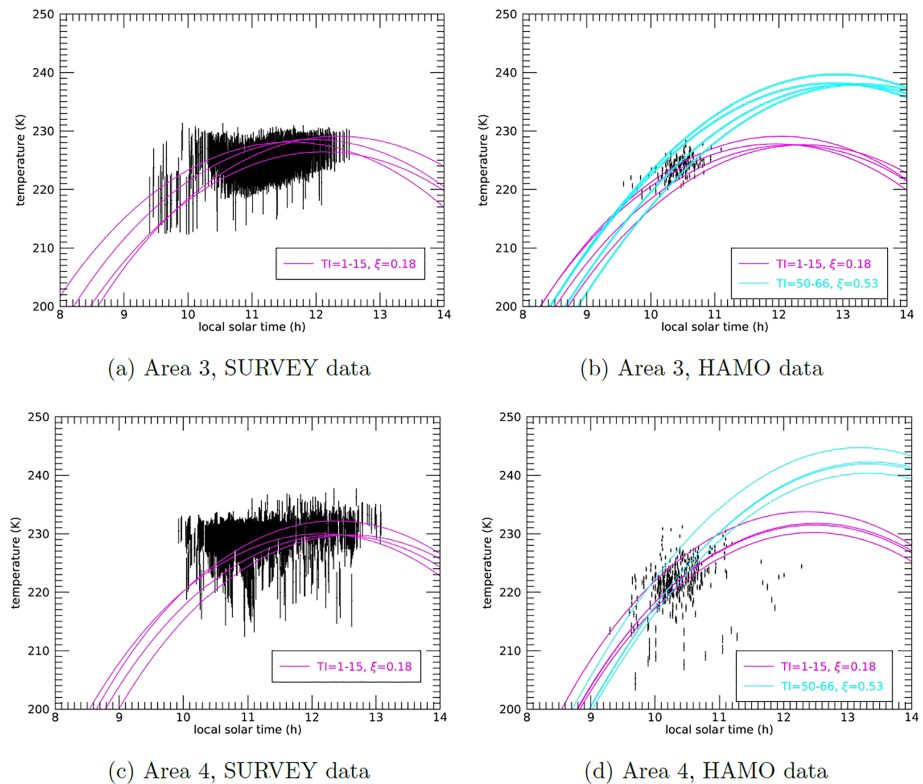 250
240
230
220
210
200
temperature (K)
8 9 10 11 12 13 14
local solar time (h)
TI=1-15, ξ=0.18
(a) Area 3, SURVEY data
250
240
230
220
210
200
temperature (K)
8 9 10 11 12 13 14
local solar time (h)
TI=1-15, ξ=0.18
TI=50-66, ξ=0.53
(b) Area 3, HAMO data
250
240
230
220
210
200
temperature (K)
8 9 10 11 12 13 14
local solar time (h)
TI=1-15, ξ=0.18
(c) Area 4, SURVEY data
250
240
230
220
210
200
temperature (K)
8 9 10 11 12 13 14
local solar time (h)
TI=1-15, ξ=0.18
TI=50-66, ξ=0.53
(d) Area 4, HAMO data